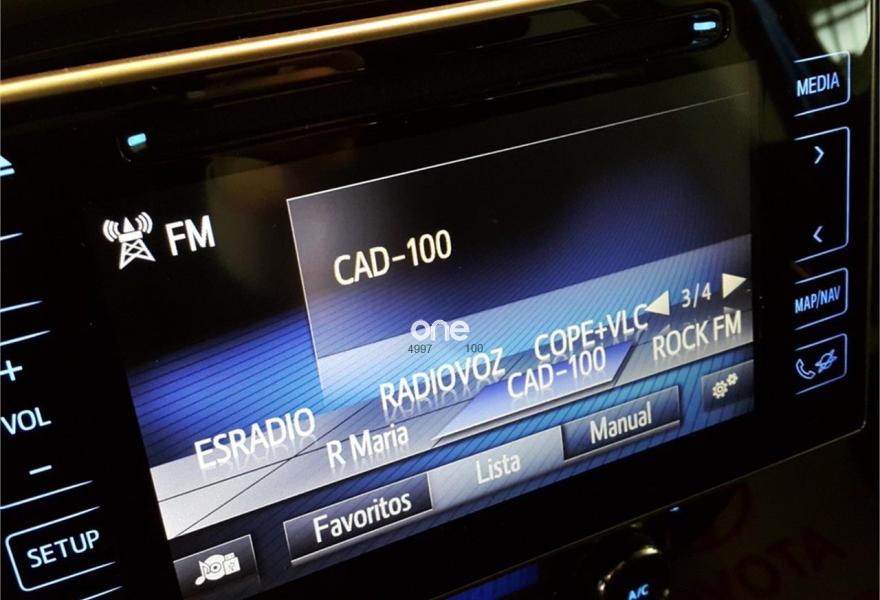 MEDIA
FM
CAD-100
3/4
MAP/NAV
one
4997 100
ESRADIO RADIOVOZ COPE+VLC
R Maria CAD-100 ROCK FM
+
VOL
−
Favoritos Lista Manual
SETUP
A/C
TOYOTA